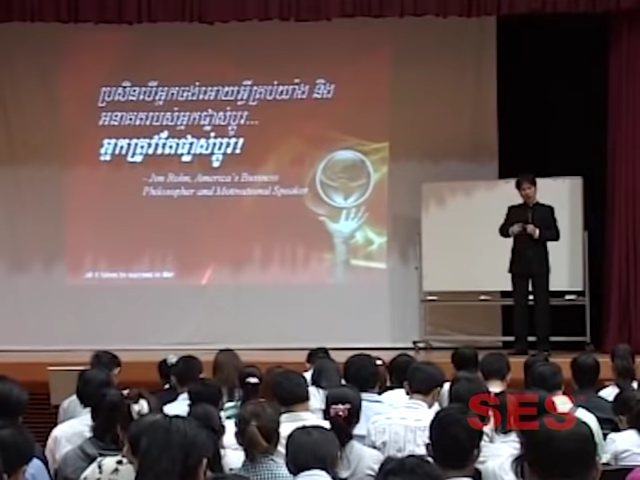 ប្រសិនបើអ្នកចង់អោយអ្វីគ្រប់យ៉ាង និង
អនាគតរបស់អ្នកផ្លាស់ប្តូរ...
អ្នកត្រូវតែផ្លាស់ប្តូរ!
- Jim Rohn, America's Business
Philosopher and Motivational Speaker
SES